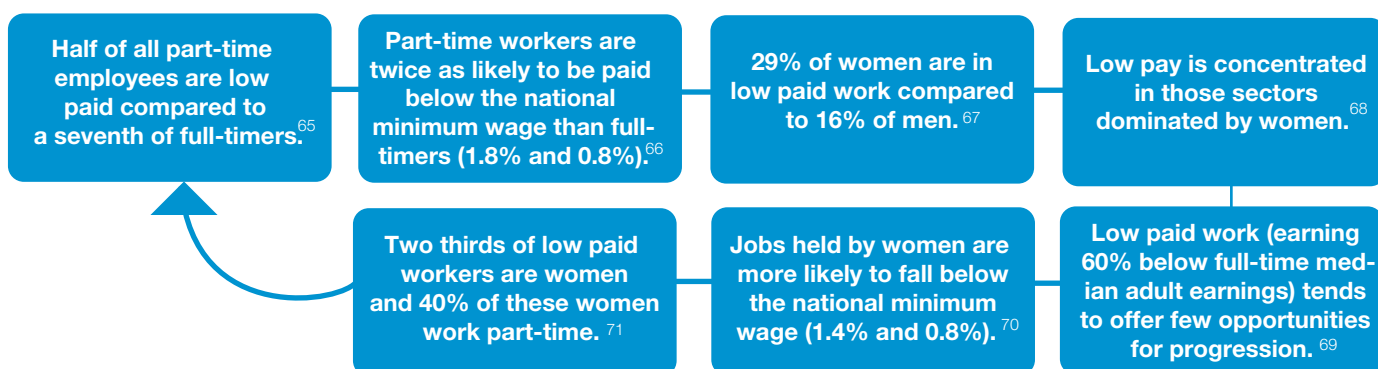 Half of all part-time
employees are low
paid compared to
a seventh of full-timers.65
Part-time workers are
twice as likely to be paid
below the national
minimum wage than full-
timers (1.8% and 0.8%).66
29% of women are in
low paid work compared
to 16% of men. 67
Low pay is concentrated
in those sectors
dominated by women.68
Low paid work (earning
60% below full-time med-
ian adult earnings) tends
to offer few opportunities
for progression. 69
Jobs held by women are
more likely to fall below
the national minimum
wage (1.4% and 0.8%). 70
Two thirds of low paid
workers are women
and 40% of these women
work part-time. 71